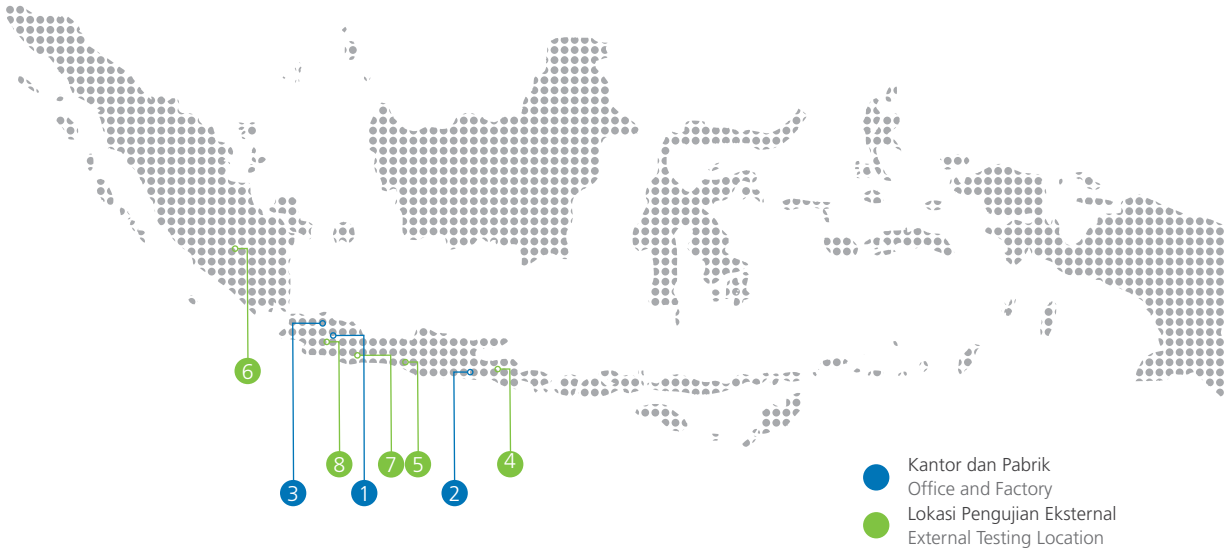 6
8
7
5
4
3
1
2
Kantor dan Pabrik
Office and Factory
Lokasi Pengujian Eksternal
External Testing Location